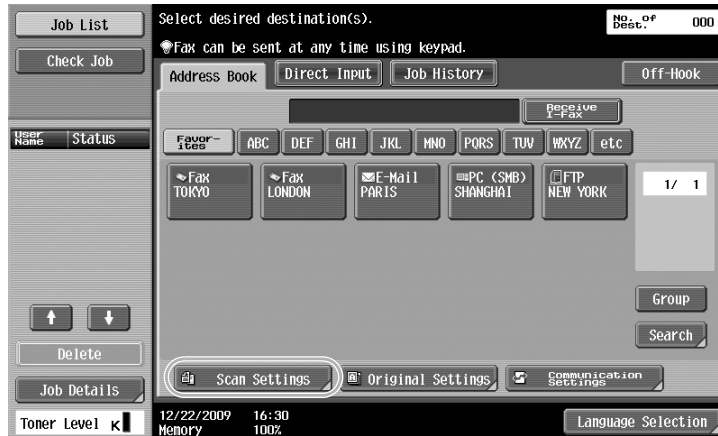 Job List
Check Job
User Name Status
Delete
Job Details
Toner Level K
Select desired destination(s).
No. of Dest. 000
Fax can be sent at any time using keypad.
Address Book Direct Input Job History Off-Hook
Receive I-Fax
Favor-ites ABC DEF GHI JKL MNO PQRS TUV WXYZ etc
Fax TOKYO
Fax LONDON
E-Mail PARIS
PC (SMB) SHANGHAI
FTP NEW YORK
1/ 1
Group
Search
Scan Settings Original Settings Communication Settings
12/22/2009 16:30
Memory 100%
Language Selection